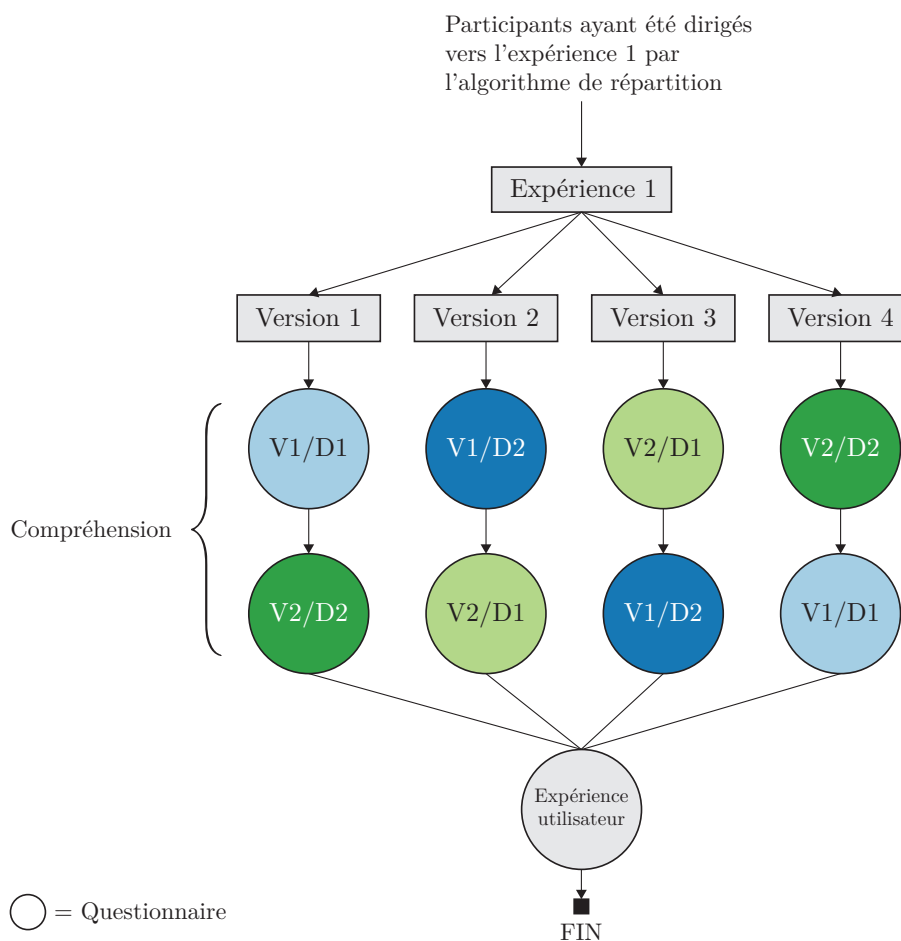 Participants ayant été dirigés
vers l'expérience 1 par
l'algorithme de répartition
Expérience 1
Version 1
Version 2
Version 3
Version 4
V1/D1
V1/D2
V2/D1
V2/D2
Compréhension
V2/D2
V2/D1
V1/D2
V1/D1
Expérience
utilisateur
= Questionnaire
FIN